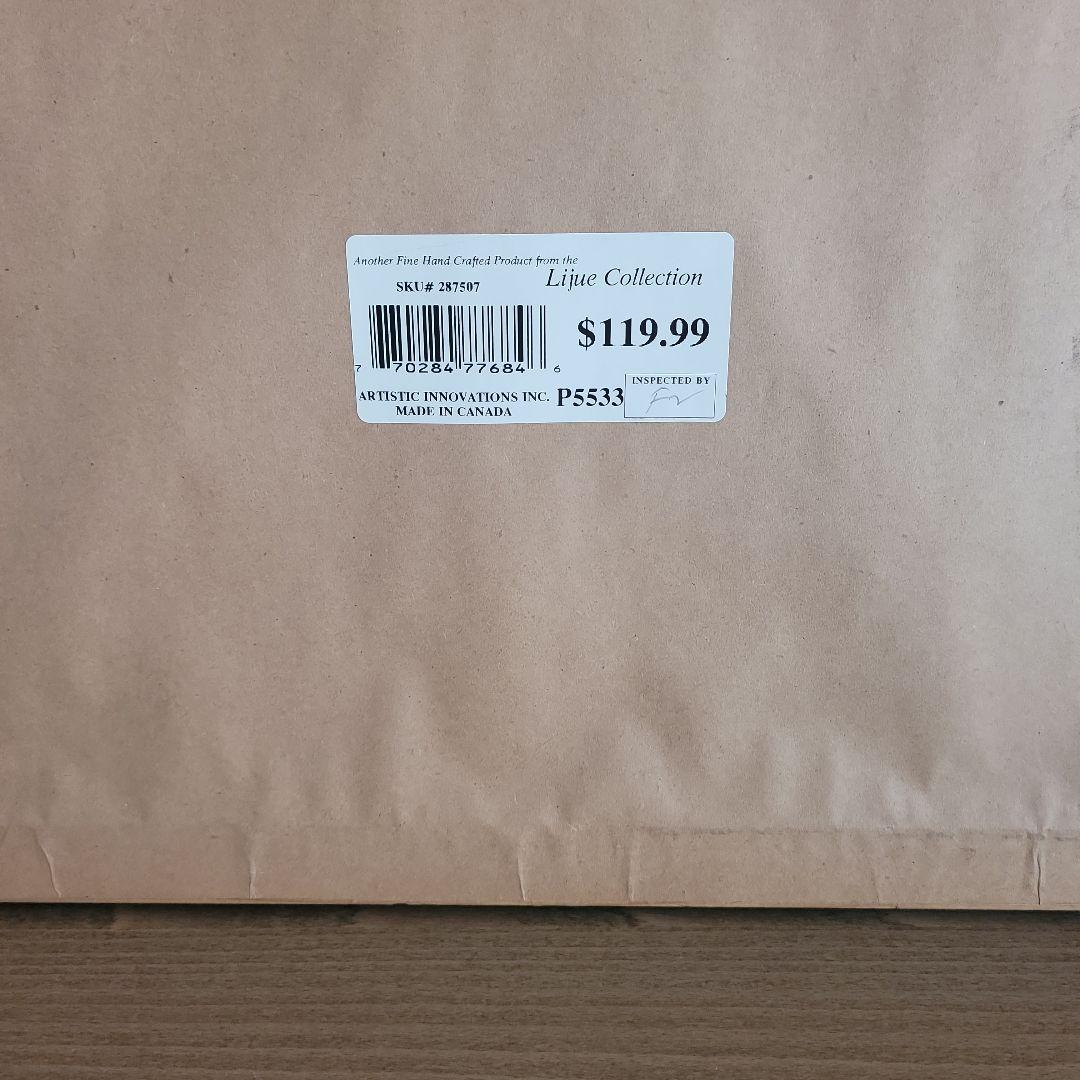 Another Fine Hand Crafted Product from the
Lijue Collection
SKU# 287507
$119.99
7 70284 77684 6
ARTISTIC INNOVATIONS INC.
MADE IN CANADA
P5533
INSPECTED BY